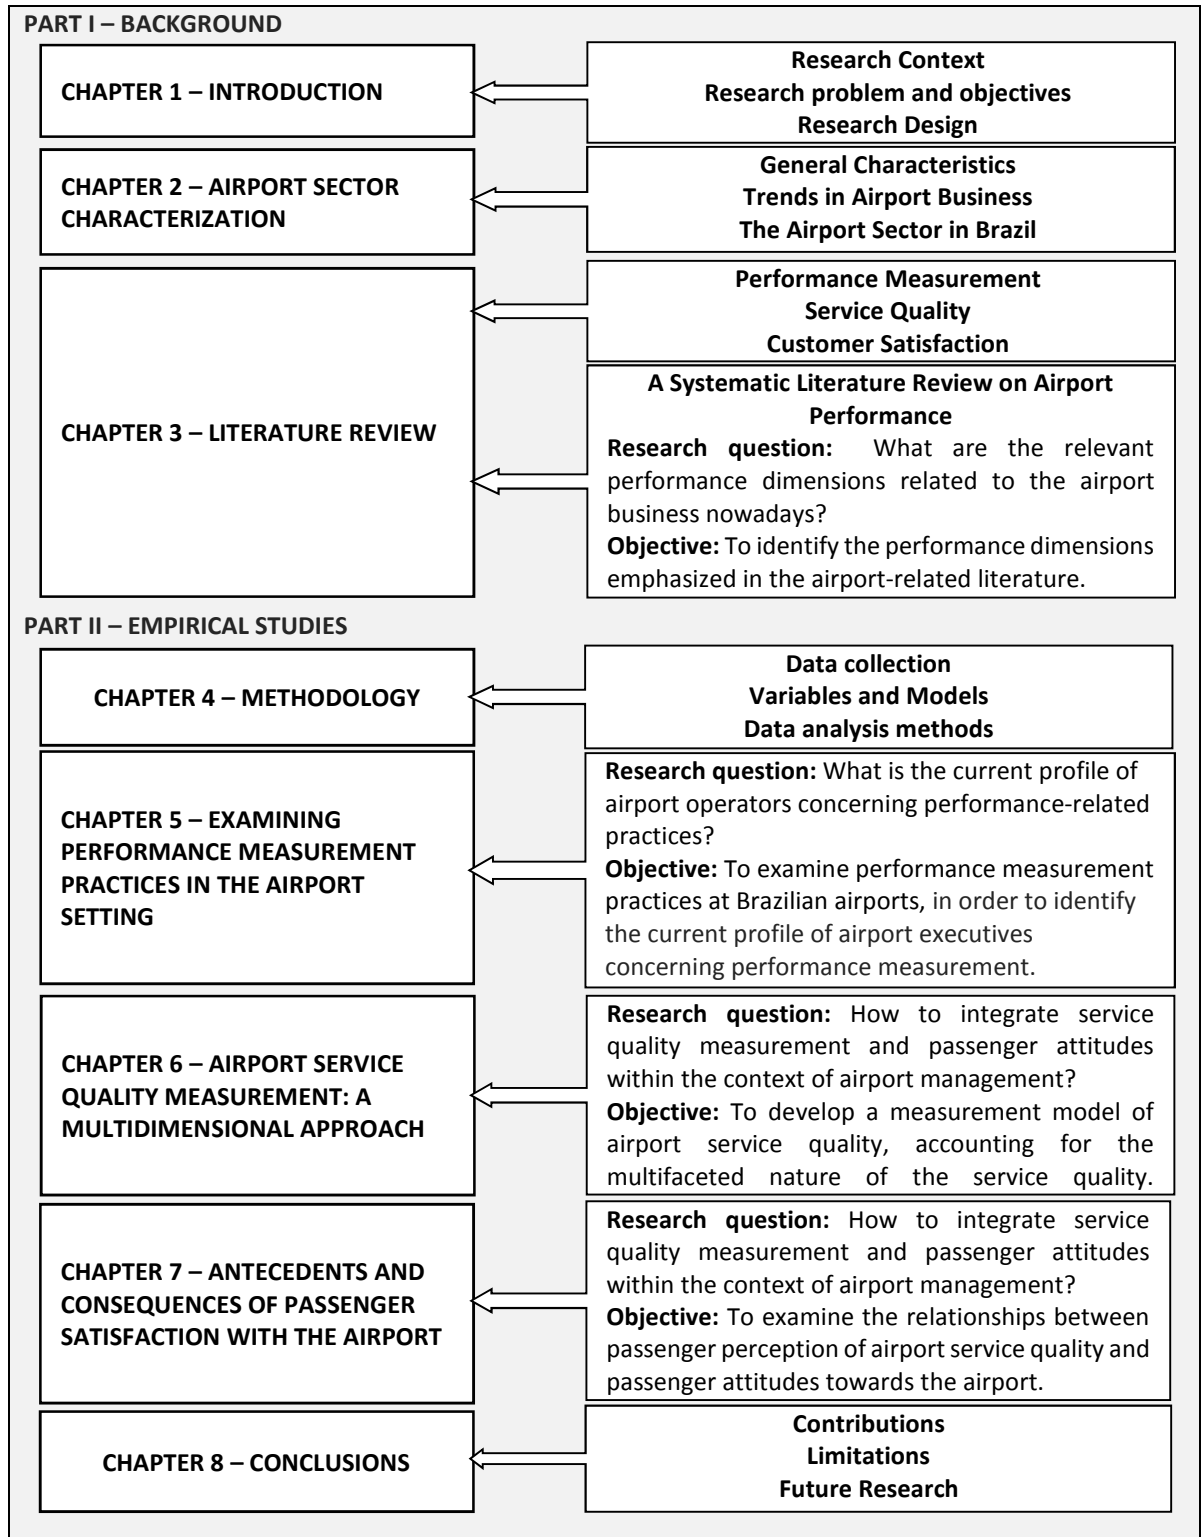 PART I – BACKGROUND
CHAPTER 1 – INTRODUCTION
Research Context
Research problem and objectives
Research Design
CHAPTER 2 – AIRPORT SECTOR
CHARACTERIZATION
General Characteristics
Trends in Airport Business
The Airport Sector in Brazil
CHAPTER 3 – LITERATURE REVIEW
Performance Measurement
Service Quality
Customer Satisfaction
A Systematic Literature Review on Airport
Performance
Research question: What are the relevant
performance dimensions related to the airport
business nowadays?
Objective: To identify the performance dimensions
emphasized in the airport-related literature.
PART II – EMPIRICAL STUDIES
CHAPTER 4 – METHODOLOGY
Data collection
Variables and Models
Data analysis methods
CHAPTER 5 – EXAMINING
PERFORMANCE MEASUREMENT
PRACTICES IN THE AIRPORT
SETTING
Research question: What is the current profile of
airport operators concerning performance-related
practices?
Objective: To examine performance measurement
practices at Brazilian airports, in order to identify
the current profile of airport executives
concerning performance measurement.
CHAPTER 6 – AIRPORT SERVICE
QUALITY MEASUREMENT: A
MULTIDIMENSIONAL APPROACH
Research question: How to integrate service
quality measurement and passenger attitudes
within the context of airport management?
Objective: To develop a measurement model of
airport service quality, accounting for the
multifaceted nature of the service quality.
CHAPTER 7 – ANTECEDENTS AND
CONSEQUENCES OF PASSENGER
SATISFACTION WITH THE AIRPORT
Research question: How to integrate service
quality measurement and passenger attitudes
within the context of airport management?
Objective: To examine the relationships between
passenger perception of airport service quality and
passenger attitudes towards the airport.
CHAPTER 8 – CONCLUSIONS
Contributions
Limitations
Future Research